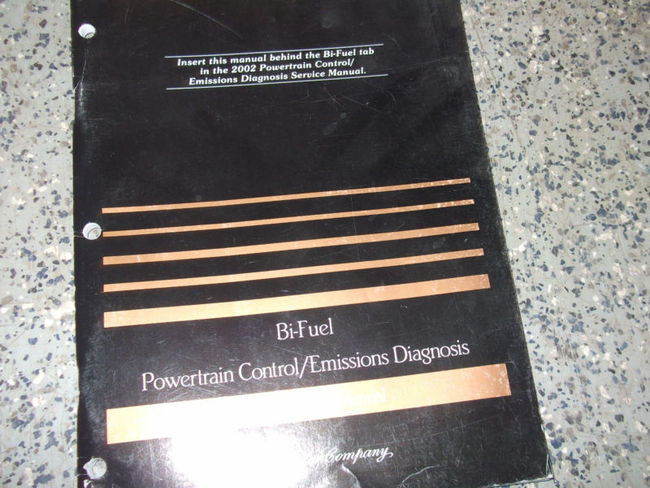 Insert this manual behind the Bi-Fuel tab
in the 2002 Powertrain Control/
Emissions Diagnosis Service Manual.
Bi-Fuel
Powertrain Control/Emissions Diagnosis
Company